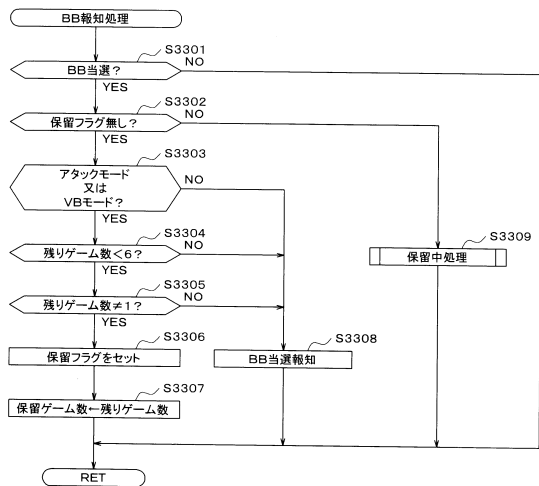 BB報知処理
S3301
BB当選?
NO
YES
S3302
保留フラグ無し?
NO
YES
S3303
アタックモード
又は
VBモード?
NO
YES
S3304
残りゲーム数<6?
NO
YES
S3305
残りゲーム数≠1?
NO
YES
S3306
保留フラグをセット
S3307
保留ゲーム数←残りゲーム数
S3308
BB当選報知
S3309
保留中処理
RET